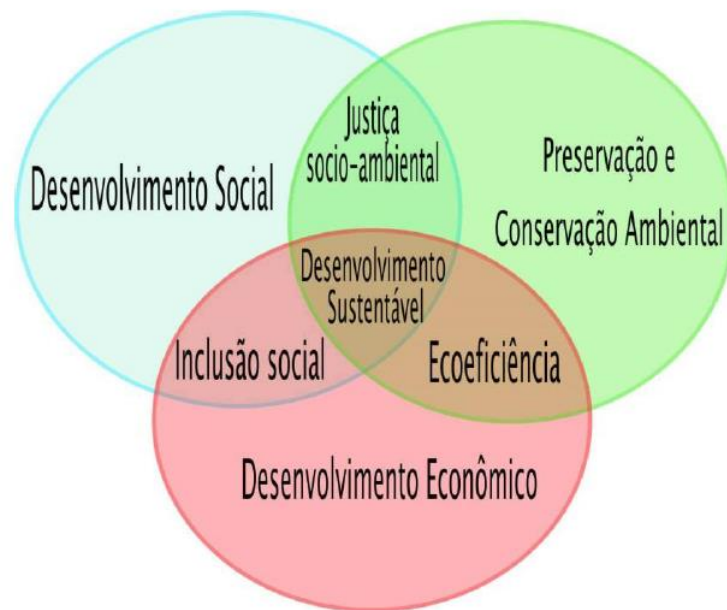 Justiça
socio-ambiental
Desenvolvimento Social
Preservação e
Conservação Ambiental
Desenvolvimento
Sustentável
Inclusão social
Ecoeficiência
Desenvolvimento Econômico